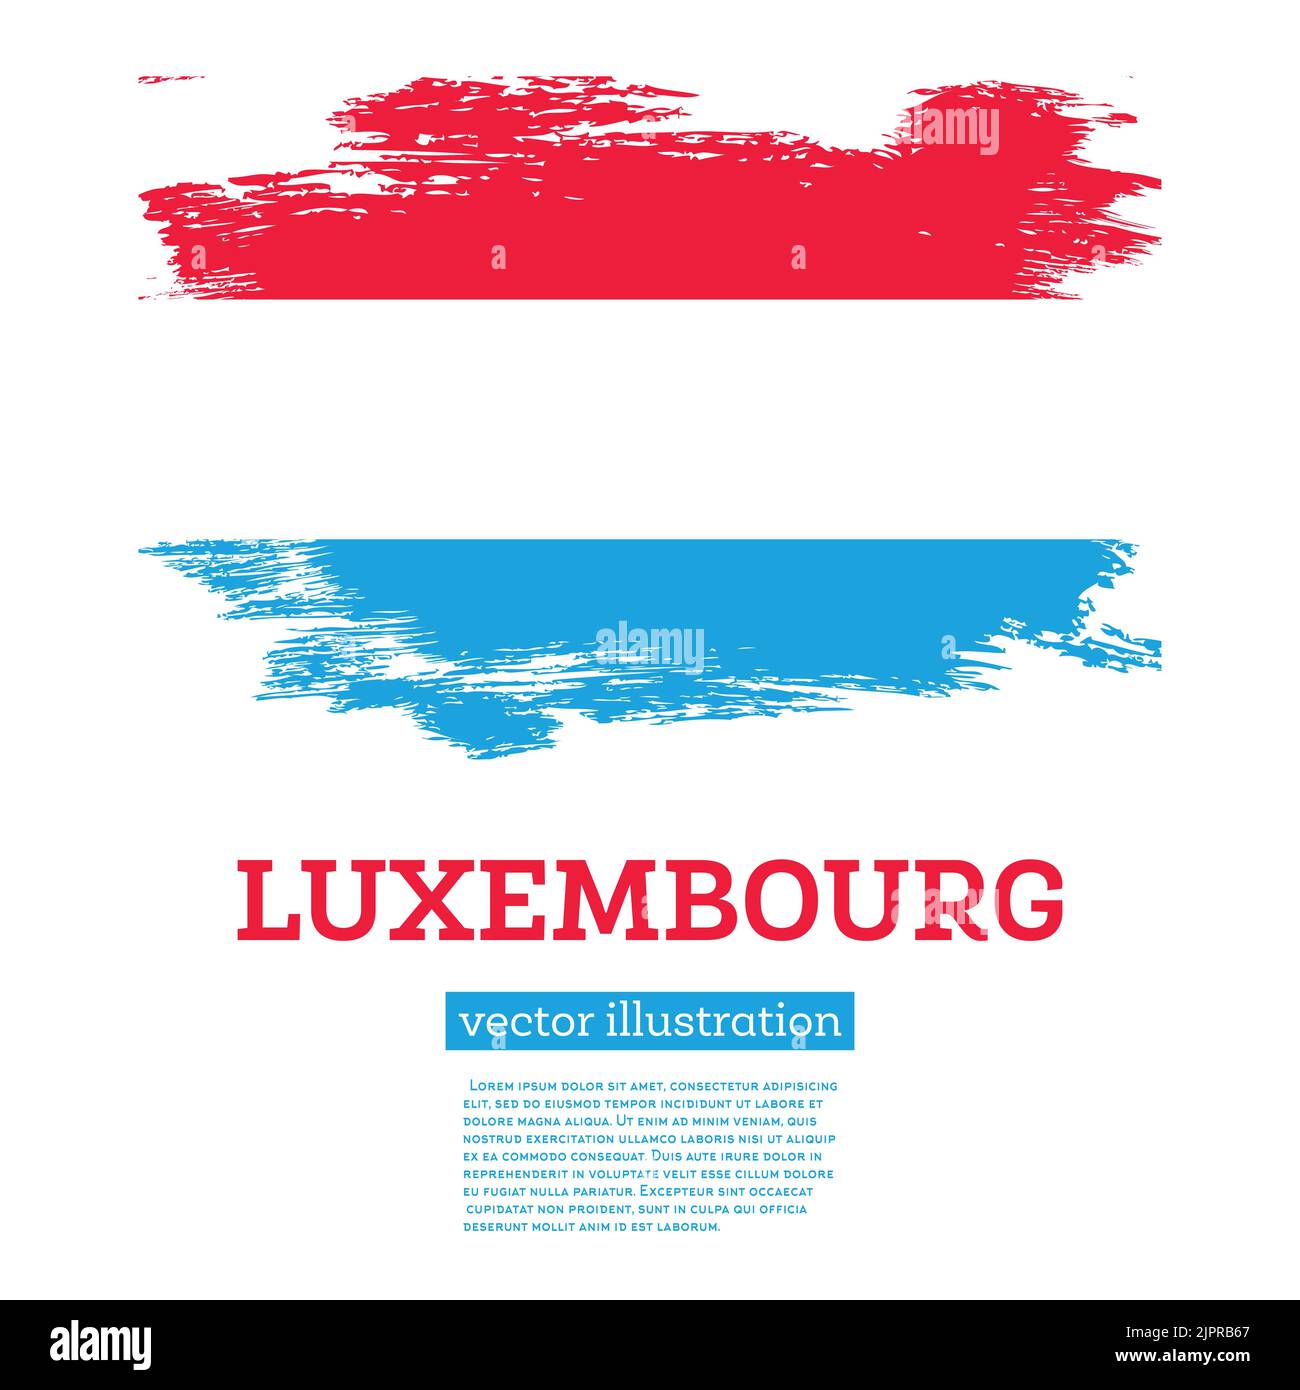 LUXEMBOURG
vector illustration
Lorem ipsum dolor sit amet, consectetur adipisicing
elit, sed do eiusmod tempor incididunt ut labore et
dolore magna aliqua. Ut enim ad minim veniam, quis
nostrud exercitation ullamco laboris nisi ut aliquip
ex ea commodo consequat. Duis aute irure dolor in
reprehenderit in voluptate velit esse cillum dolore
eu fugiat nulla pariatur. Excepteur sint occaecat
cupidatat non proident, sunt in culpa qui officia
deserunt mollit anim id est laborum.
alamy
Image ID: 2JPRB67
www.alamy.com